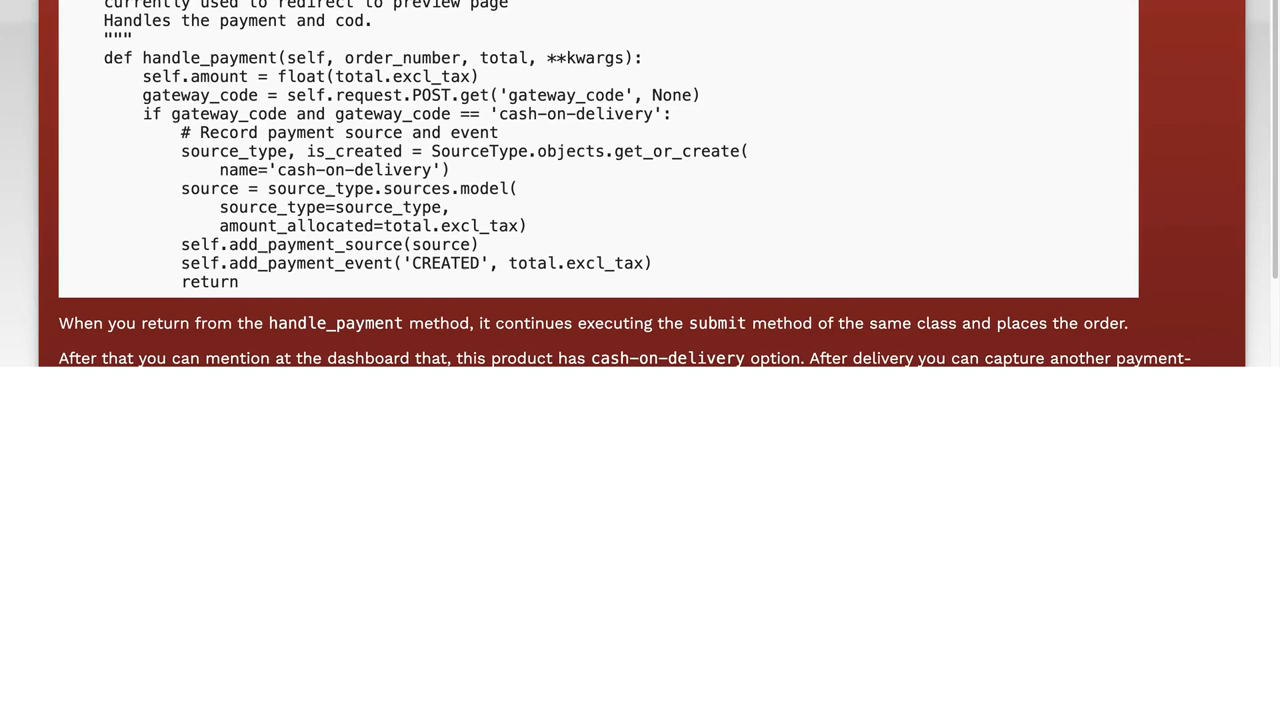 currently used to redirect to preview page
Handles the payment and cod.
"""
def handle_payment(self, order_number, total, **kwargs):
    self.amount = float(total.excl_tax)
    gateway_code = self.request.POST.get('gateway_code', None)
    if gateway_code and gateway_code == 'cash-on-delivery':
        # Record payment source and event
        source_type, is_created = SourceType.objects.get_or_create(
            name='cash-on-delivery')
        source = source_type.sources.model(
            source_type=source_type,
            amount_allocated=total.excl_tax)
        self.add_payment_source(source)
        self.add_payment_event('CREATED', total.excl_tax)
        return
When you return from the handle_payment method, it continues executing the submit method of the same class and places the order.
After that you can mention at the dashboard that, this product has cash-on-delivery option. After delivery you can capture another payment-